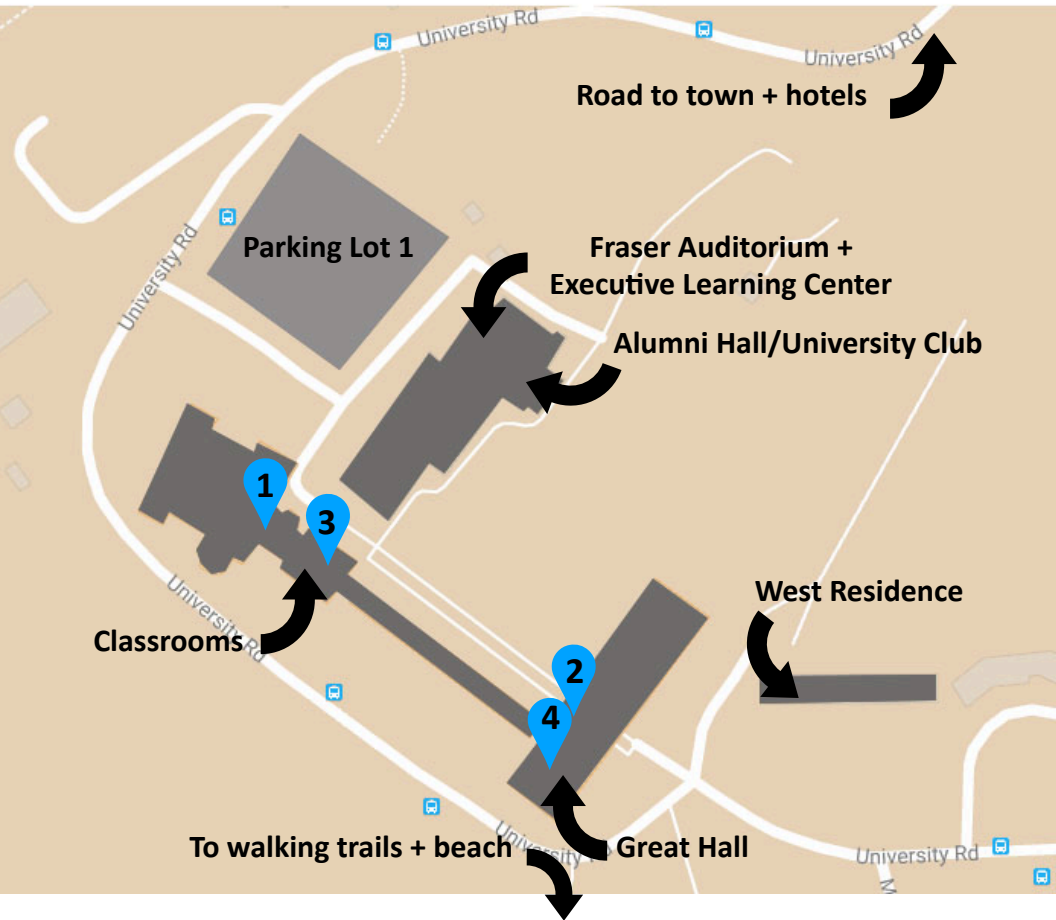 University Rd
University Rd
Road to town + hotels
University Rd
Parking Lot 1
Fraser Auditorium +
Executive Learning Center
Alumni Hall/University Club
1
3
University Rd
Classrooms
West Residence
2
4
To walking trails + beach
University Rd
Great Hall
University Rd
M